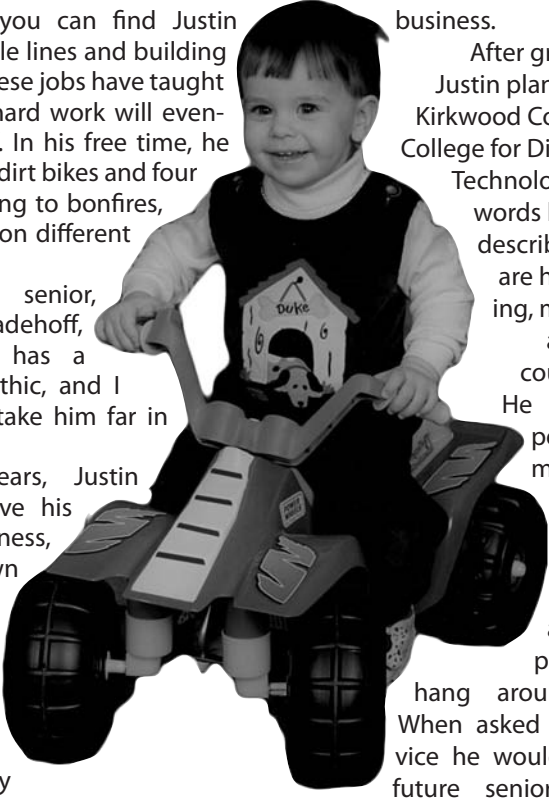 you can find Justin
le lines and building
ese jobs have taught
hard work will even-
. In his free time, he
dirt bikes and four
ng to bonfires,
on different
senior,
adehoff,
has a
thic, and I
take him far in
ears, Justin
ve his
ness,
wn
y
Duke
POWER
WHEELS
business.
After gr
Justin plan
Kirkwood Co
College for Di
Technolo
words
describ
are h
ing, m
a
cou
He
pe
m
a
p
hang arou
When asked
vice he would
future senior